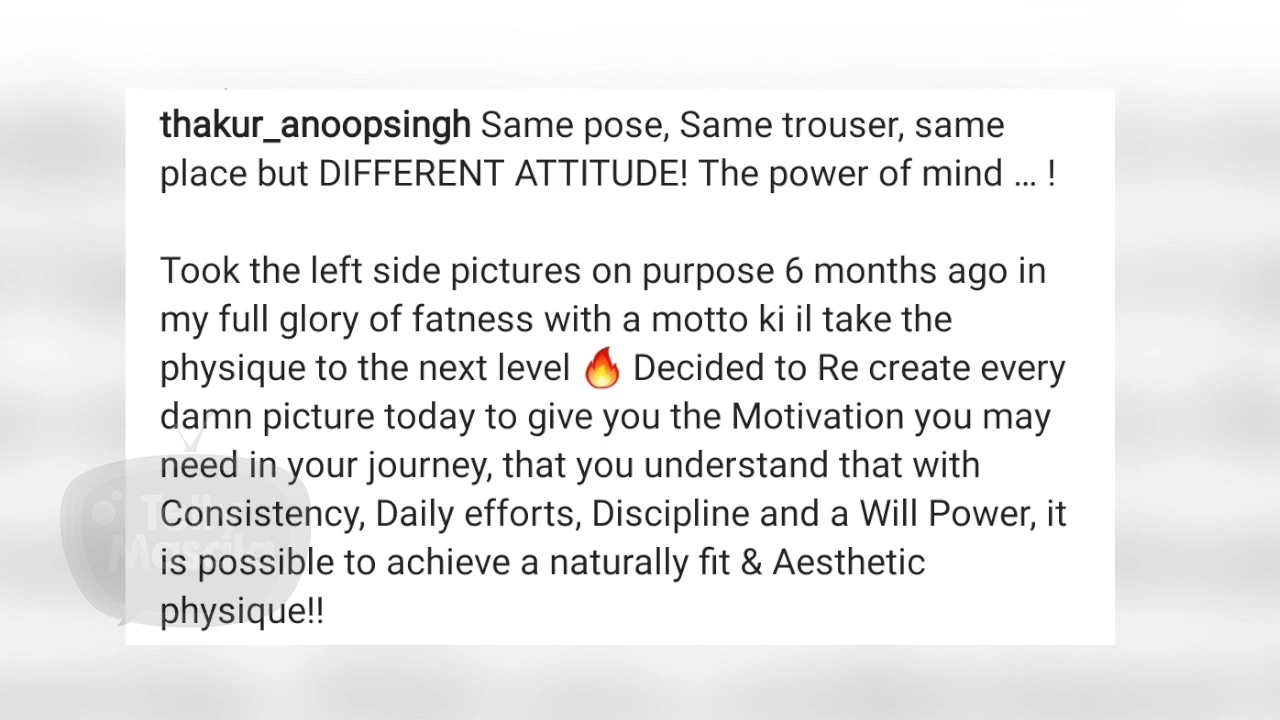 thakur_anoopsingh Same pose, Same trouser, same
place but DIFFERENT ATTITUDE! The power of mind ... !
Took the left side pictures on purpose 6 months ago in
my full glory of fatness with a motto ki il take the
physique to the next level 🔥 Decided to Re create every
damn picture today to give you the Motivation you may
need in your journey, that you understand that with
Consistency, Daily efforts, Discipline and a Will Power, it
is possible to achieve a naturally fit & Aesthetic
physique!!
Masala